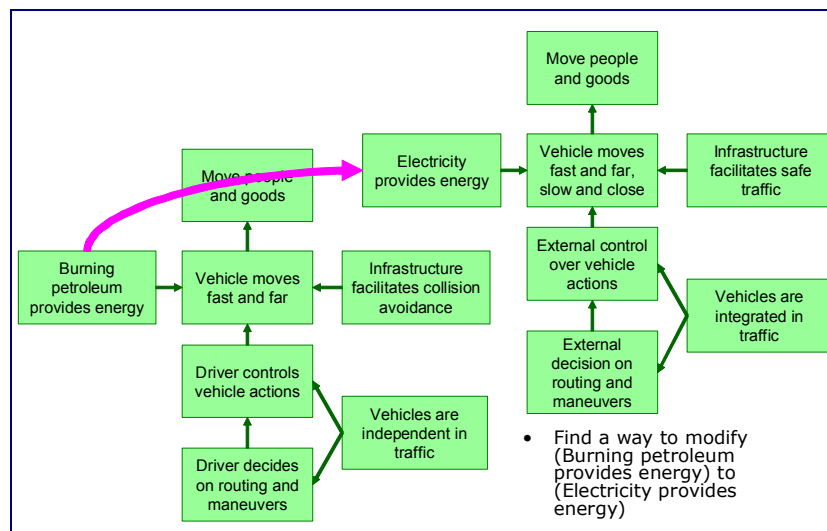 Move people
and goods
Electricity
provides energy
Vehicle moves
fast and far,
slow and close
Infrastructure
facilitates safe
traffic
Move people
and goods
Burning
petroleum
provides energy
Vehicle moves
fast and far
Infrastructure
facilitates collision
avoidance
External control
over vehicle
actions
Vehicles are
integrated in
traffic
External
decision on
routing and
maneuvers
Driver controls
vehicle actions
Vehicles are
independent in
traffic
Driver decides
on routing and
maneuvers
• Find a way to modify
(Burning petroleum
provides energy) to
(Electricity provides
energy)